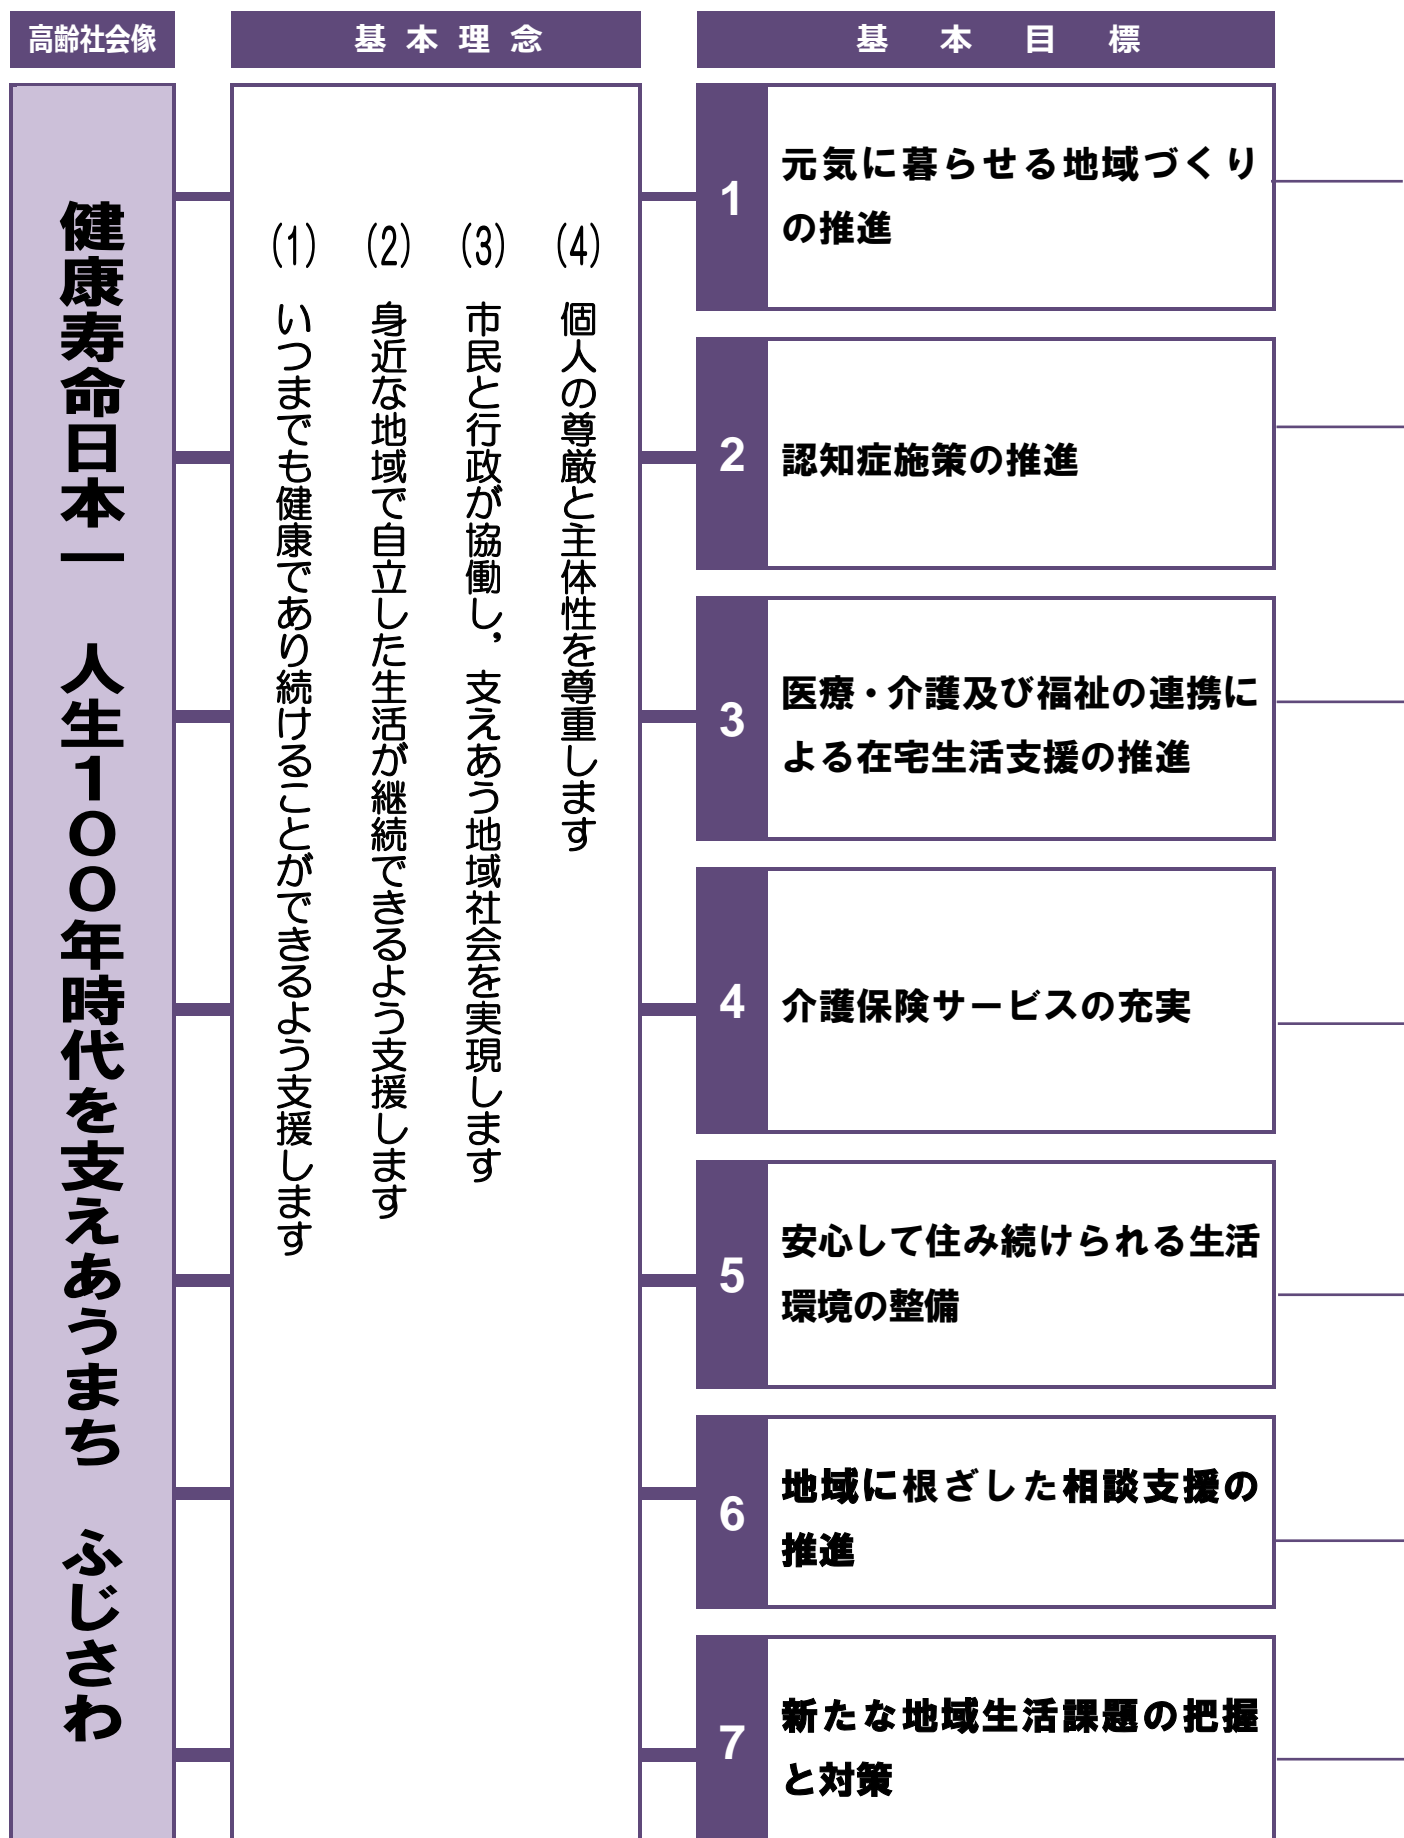 高齢社会像
基本理念
基本目標
健康寿命日本一　人生１００年時代を支えあうまち　ふじさわ
(1)　いつまでも健康であり続けることができるよう支援します
(2)　身近な地域で自立した生活が継続できるよう支援します
(3)　市民と行政が協働し，支えあう地域社会を実現します
(4)　個人の尊厳と主体性を尊重します
1
元気に暮らせる地域づくり
の推進
2
認知症施策の推進
3
医療・介護及び福祉の連携に
よる在宅生活支援の推進
4
介護保険サービスの充実
5
安心して住み続けられる生活
環境の整備
6
地域に根ざした相談支援の
推進
7
新たな地域生活課題の把握
と対策